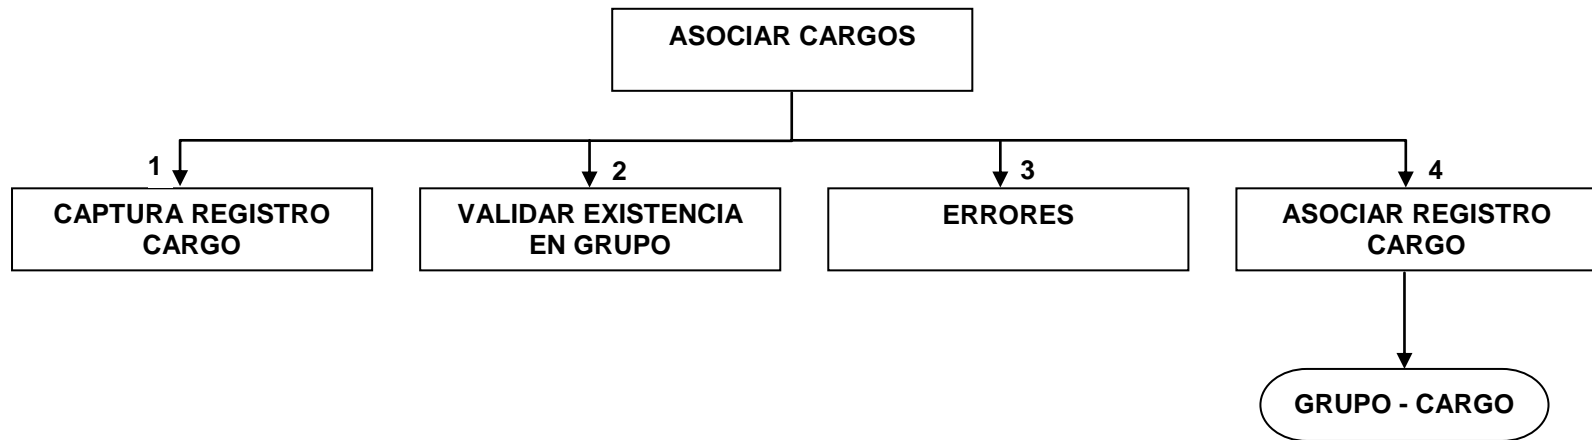 ASOCIAR CARGOS
1
2
3
4
CAPTURA REGISTRO
CARGO
VALIDAR EXISTENCIA
EN GRUPO
ERRORES
ASOCIAR REGISTRO
CARGO
GRUPO - CARGO